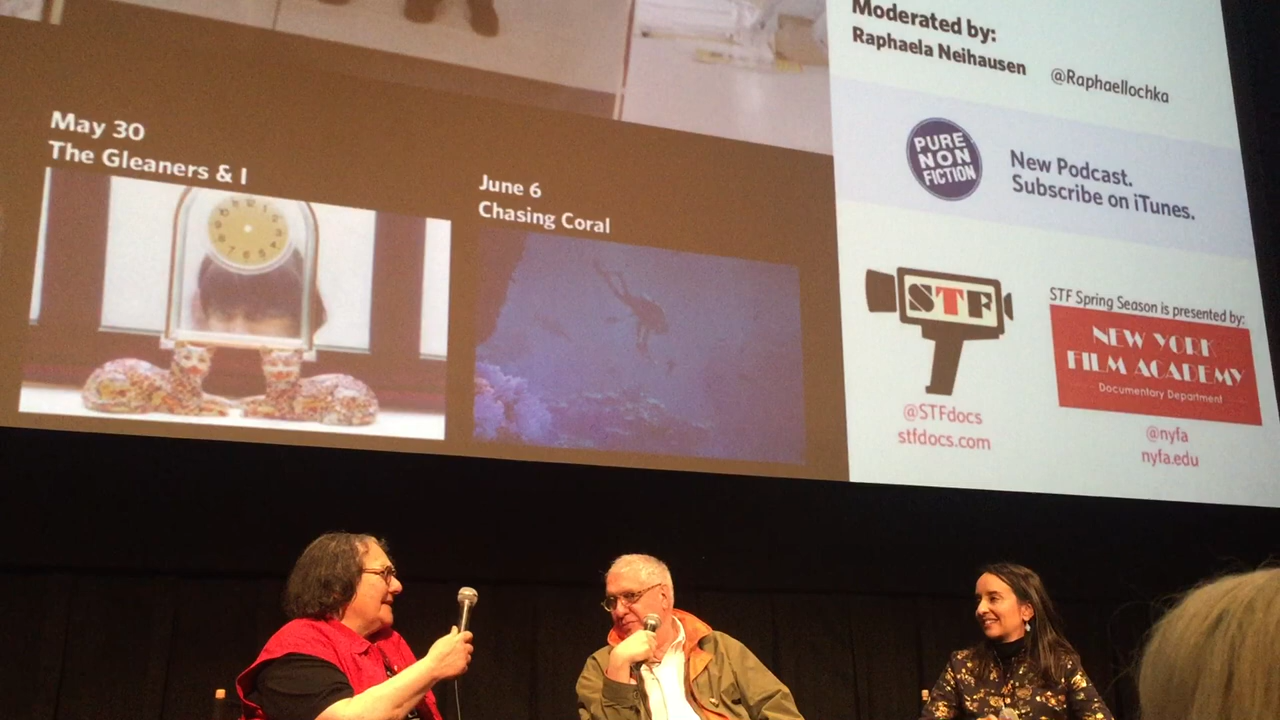 Moderated by:
Raphaela Neihausen @Raphaellochka
May 30
The Gleaners & I
June 6
Chasing Coral
PURE
NON
FICTION
New Podcast.
Subscribe on iTunes.
STF
@STFdocs
stfdocs.com
STF Spring Season is presented by:
NEW YORK
FILM ACADEMY
Documentary Department
@nyfa
nyfa.edu